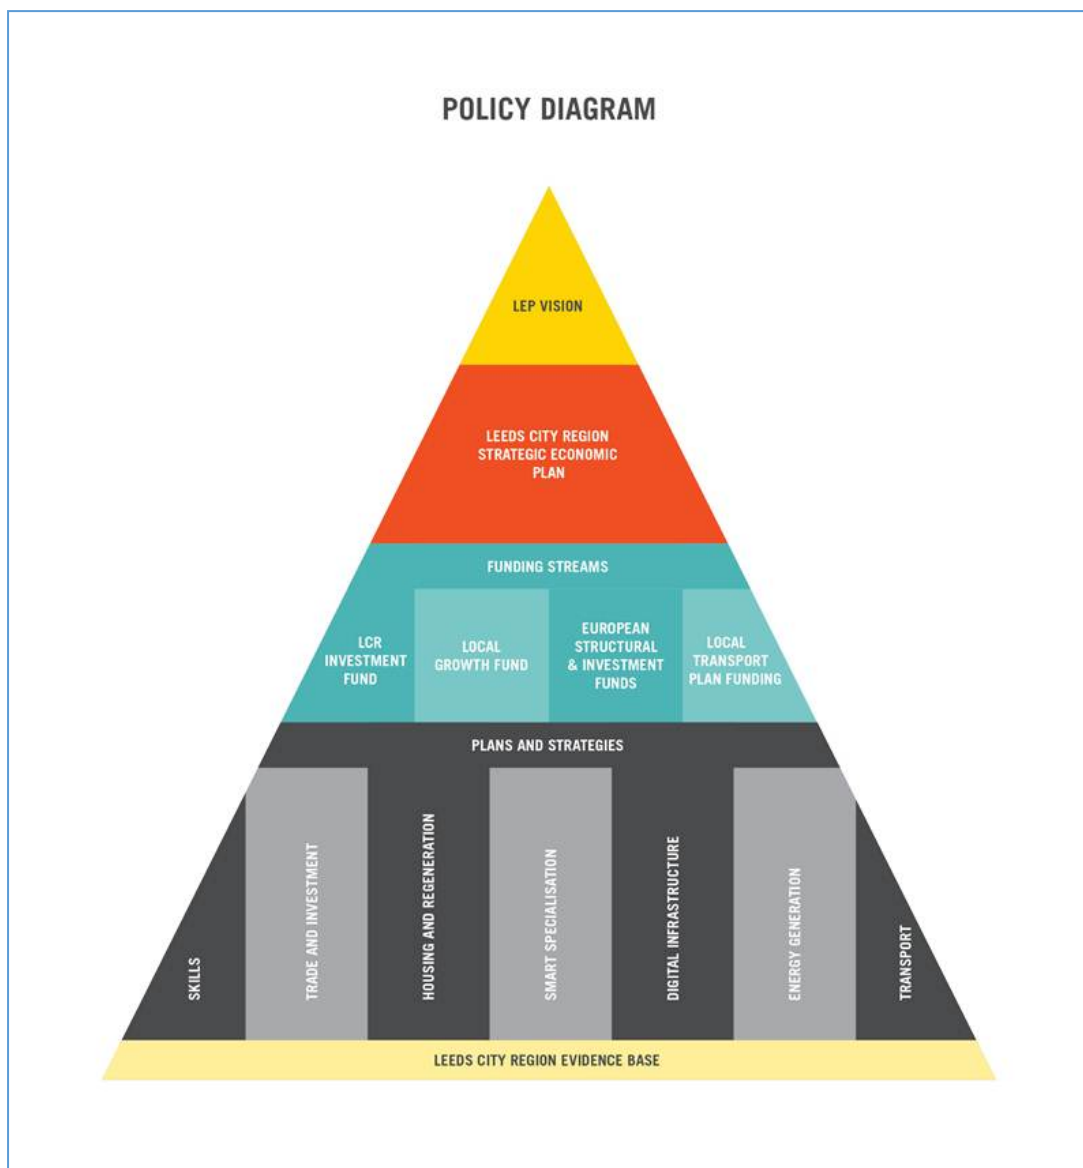 POLICY DIAGRAM
LEP VISION
LEEDS CITY REGION
STRATEGIC ECONOMIC
PLAN
FUNDING STREAMS
LCR
INVESTMENT
FUND
LOCAL
GROWTH FUND
EUROPEAN
STRUCTURAL
& INVESTMENT
FUNDS
LOCAL
TRANSPORT
PLAN FUNDING
PLANS AND STRATEGIES
SKILLS
TRADE AND INVESTMENT
HOUSING AND REGENERATION
SMART SPECIALISATION
DIGITAL INFRASTRUCTURE
ENERGY GENERATION
TRANSPORT
LEEDS CITY REGION EVIDENCE BASE